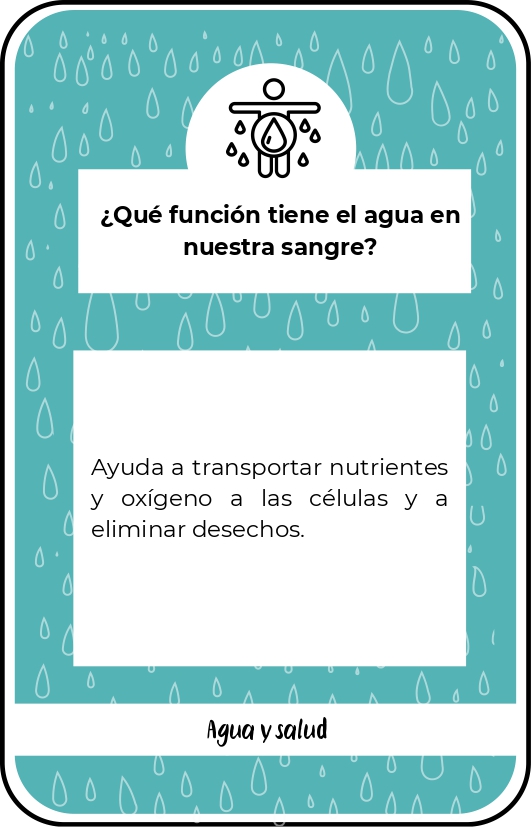 ¿Qué función tiene el agua en
nuestra sangre?
Ayuda a transportar nutrientes
y oxígeno a las células y a
eliminar desechos.
Agua y salud